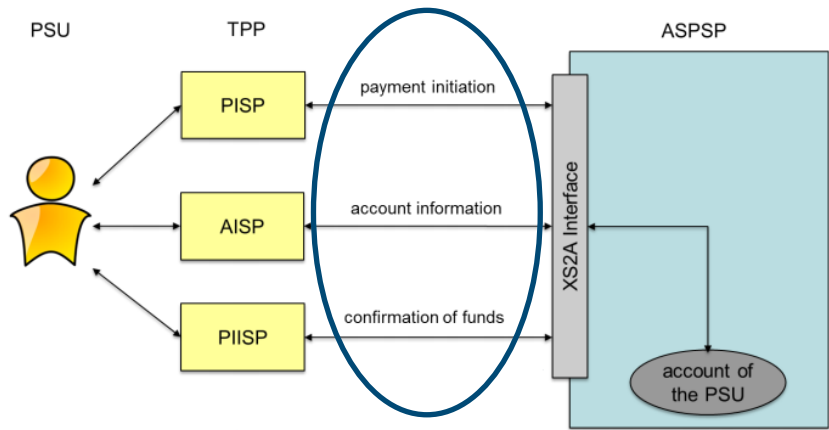 PSU
TPP
ASPSP
PISP
payment initiation
AISP
account information
XS2A Interface
PIISP
confirmation of funds
account of
the PSU